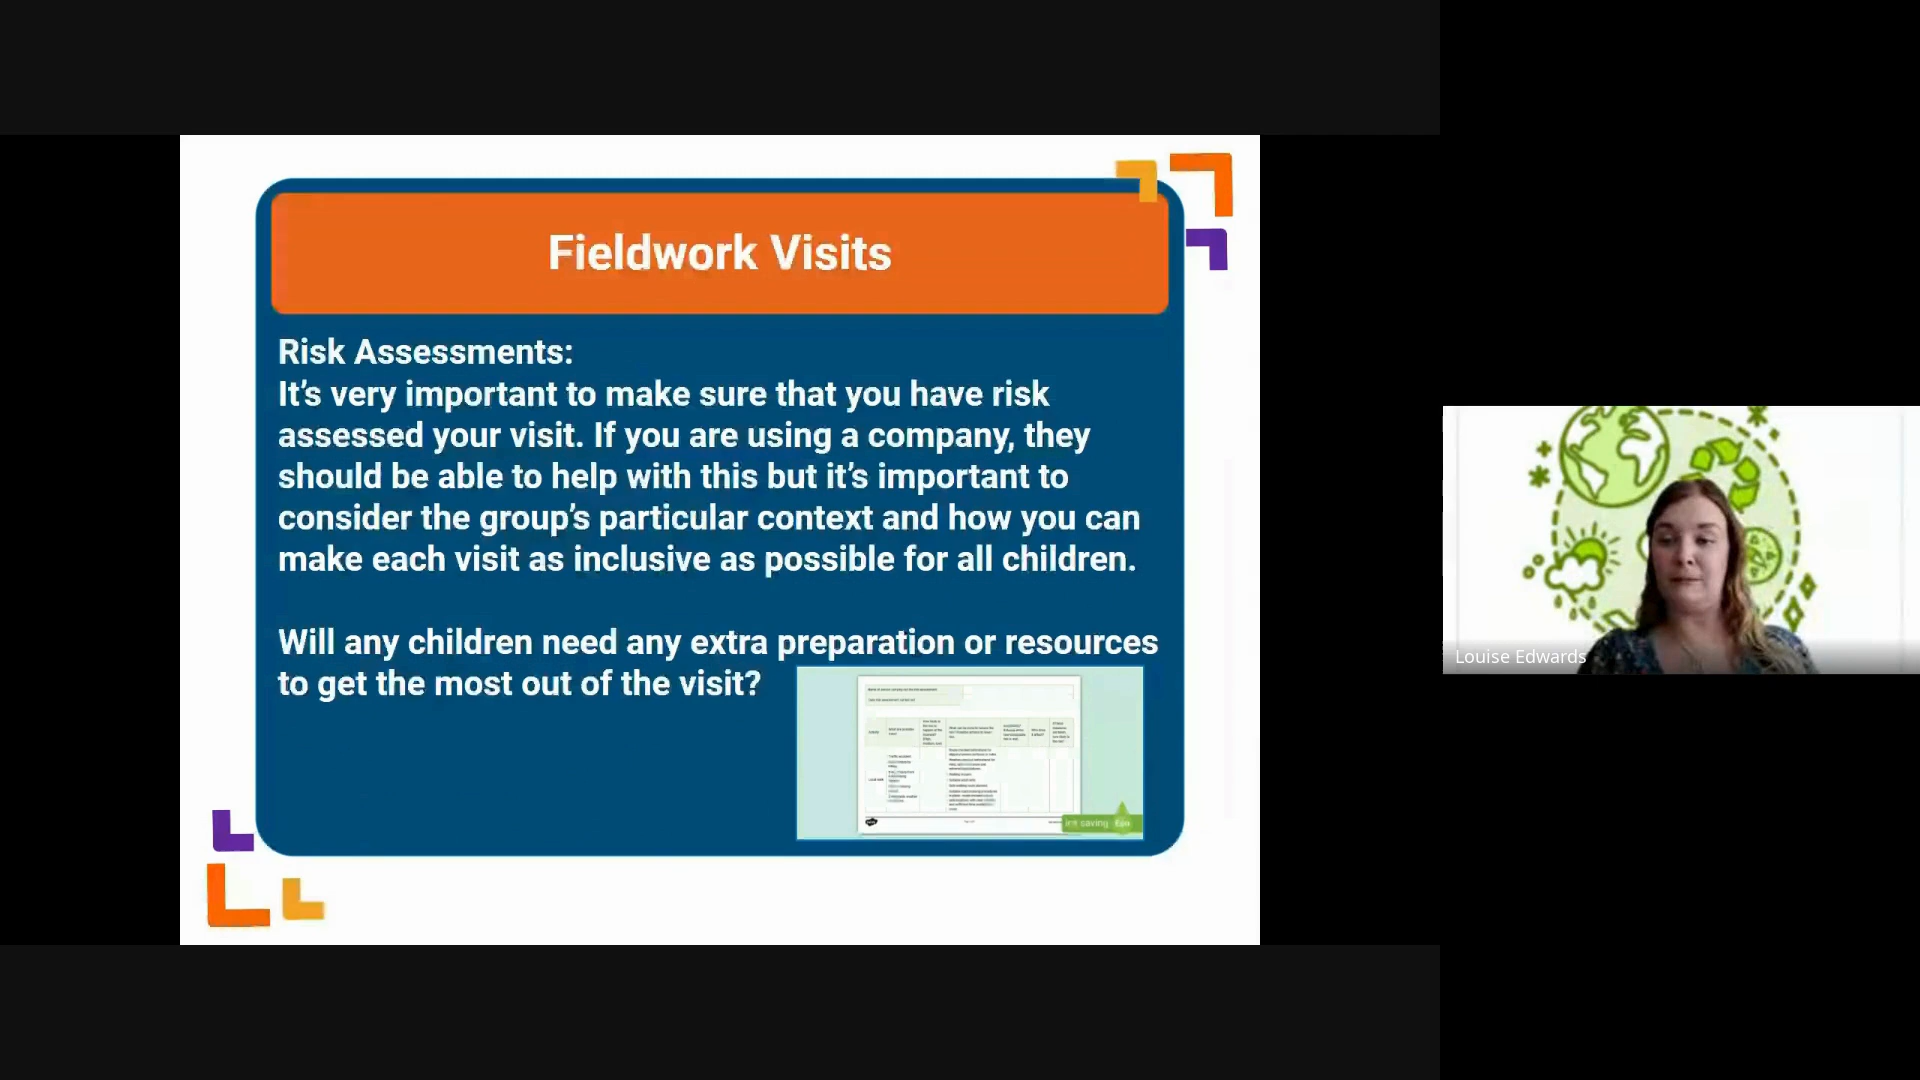 Fieldwork Visits
Risk Assessments:
It’s very important to make sure that you have risk
assessed your visit. If you are using a company, they
should be able to help with this but it’s important to
consider the group’s particular context and how you can
make each visit as inclusive as possible for all children.
Will any children need any extra preparation or resources
to get the most out of the visit?
ink saving Eco
Louise Edwards